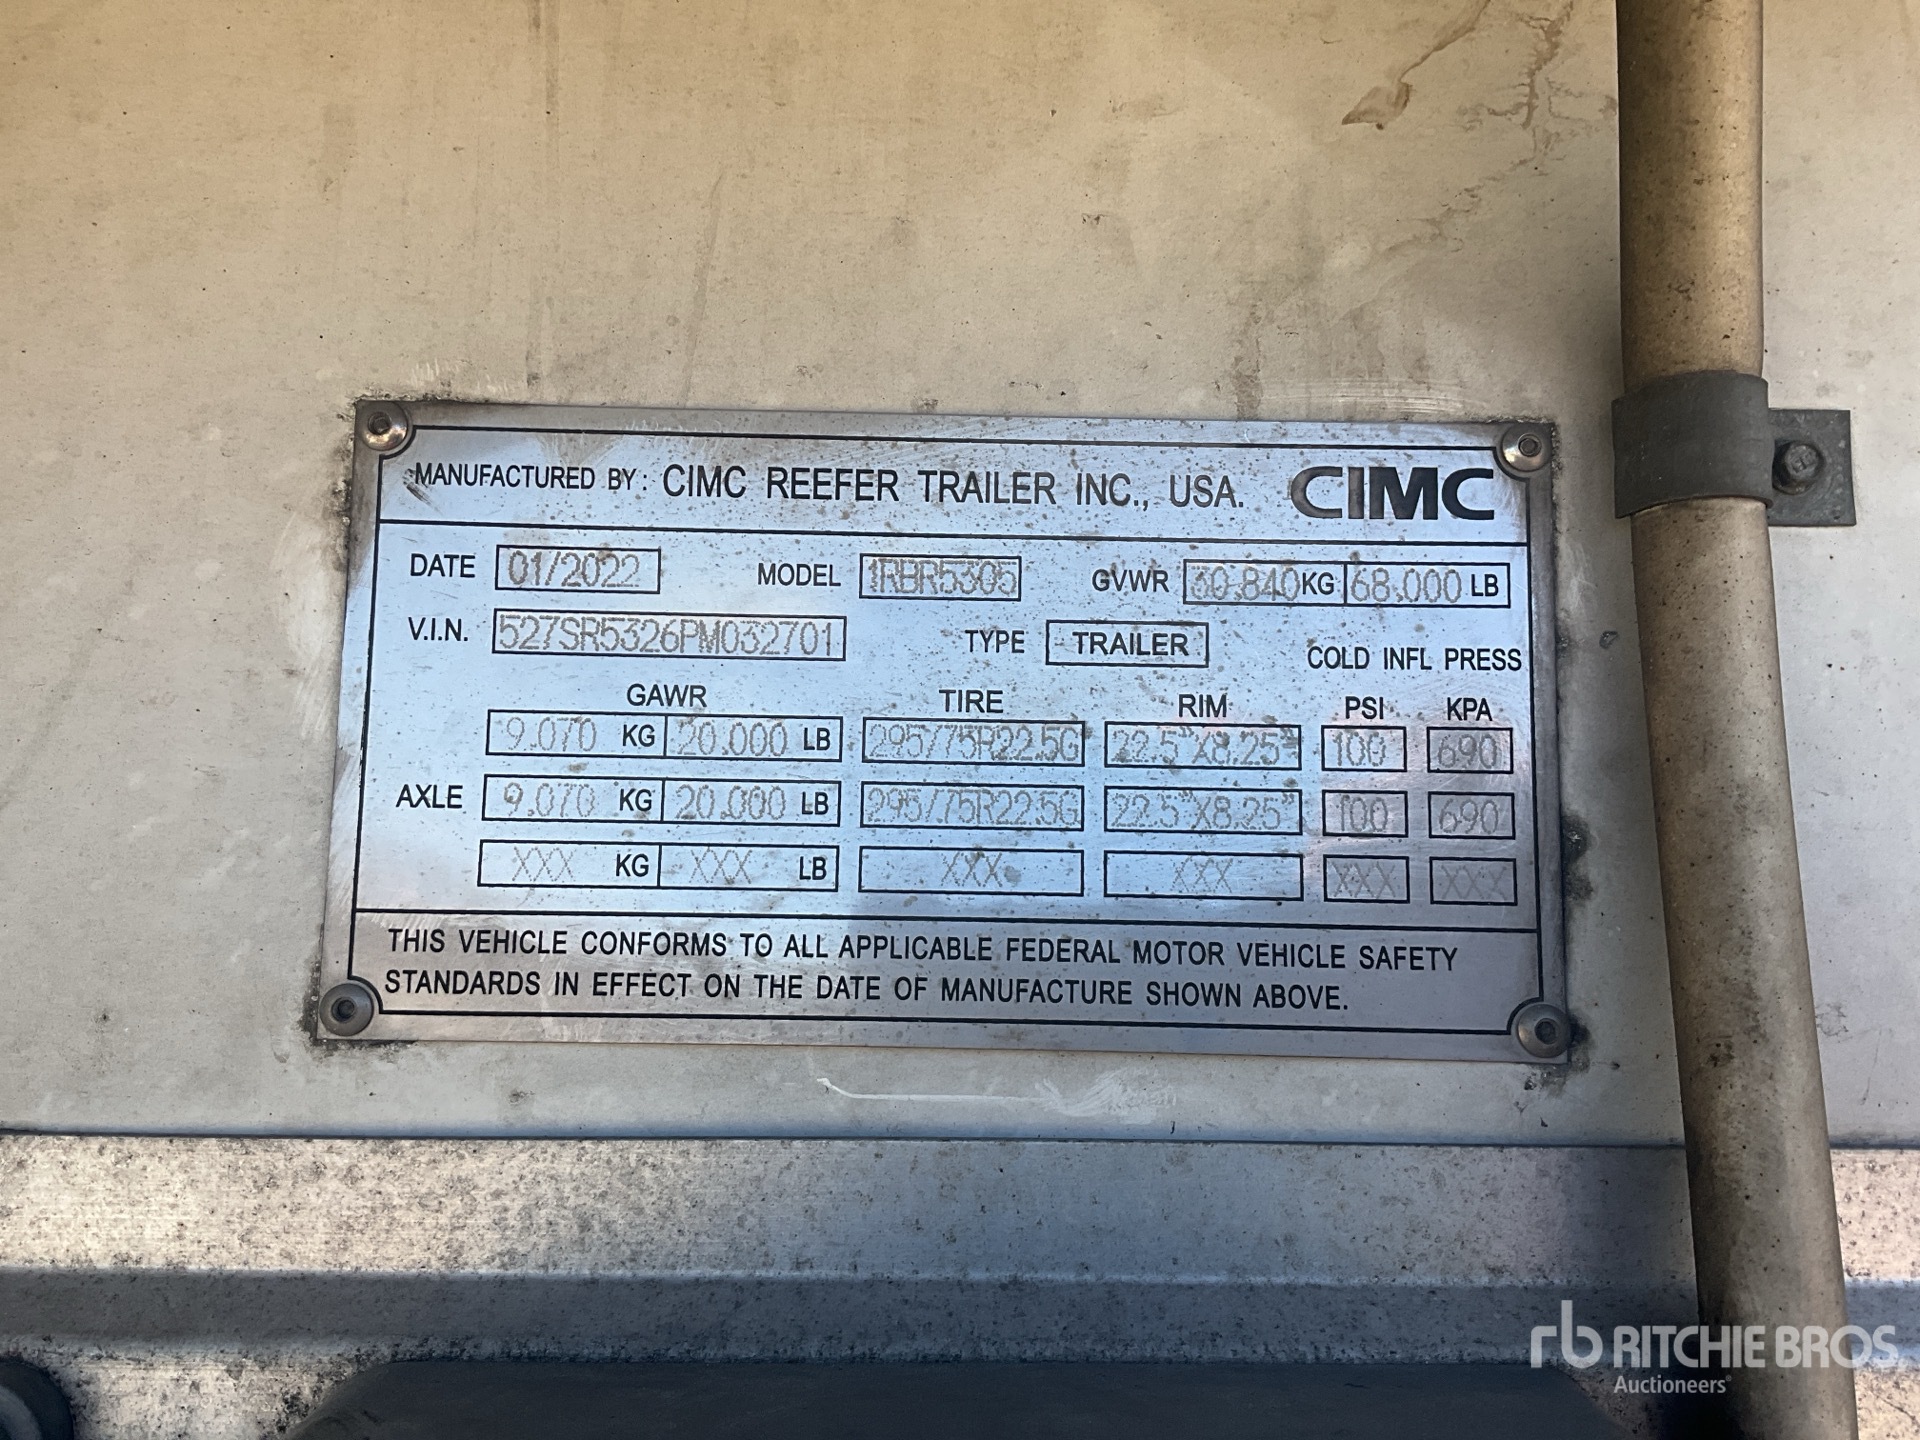 MANUFACTURED BY: CIMC REEFER TRAILER INC., USA. CIMC
DATE 01/2022 MODEL 1RBR5305 GVWR 30.840 KG 68.000 LB
V.I.N. 527SR5326PM032701 TYPE TRAILER COLD INFL PRESS
GAWR TIRE RIM PSI KPA
9.070 KG 20.000 LB 295/75R22.5G 22.5"X8.25" 100 690
AXLE 9.070 KG 20.000 LB 295/75R22.5G 22.5"X8.25" 100 690
XXX KG XXX LB XXX XXX XXX XXX
THIS VEHICLE CONFORMS TO ALL APPLICABLE FEDERAL MOTOR VEHICLE SAFETY
STANDARDS IN EFFECT ON THE DATE OF MANUFACTURE SHOWN ABOVE.
rb RITCHIE BROS
Auctioneers